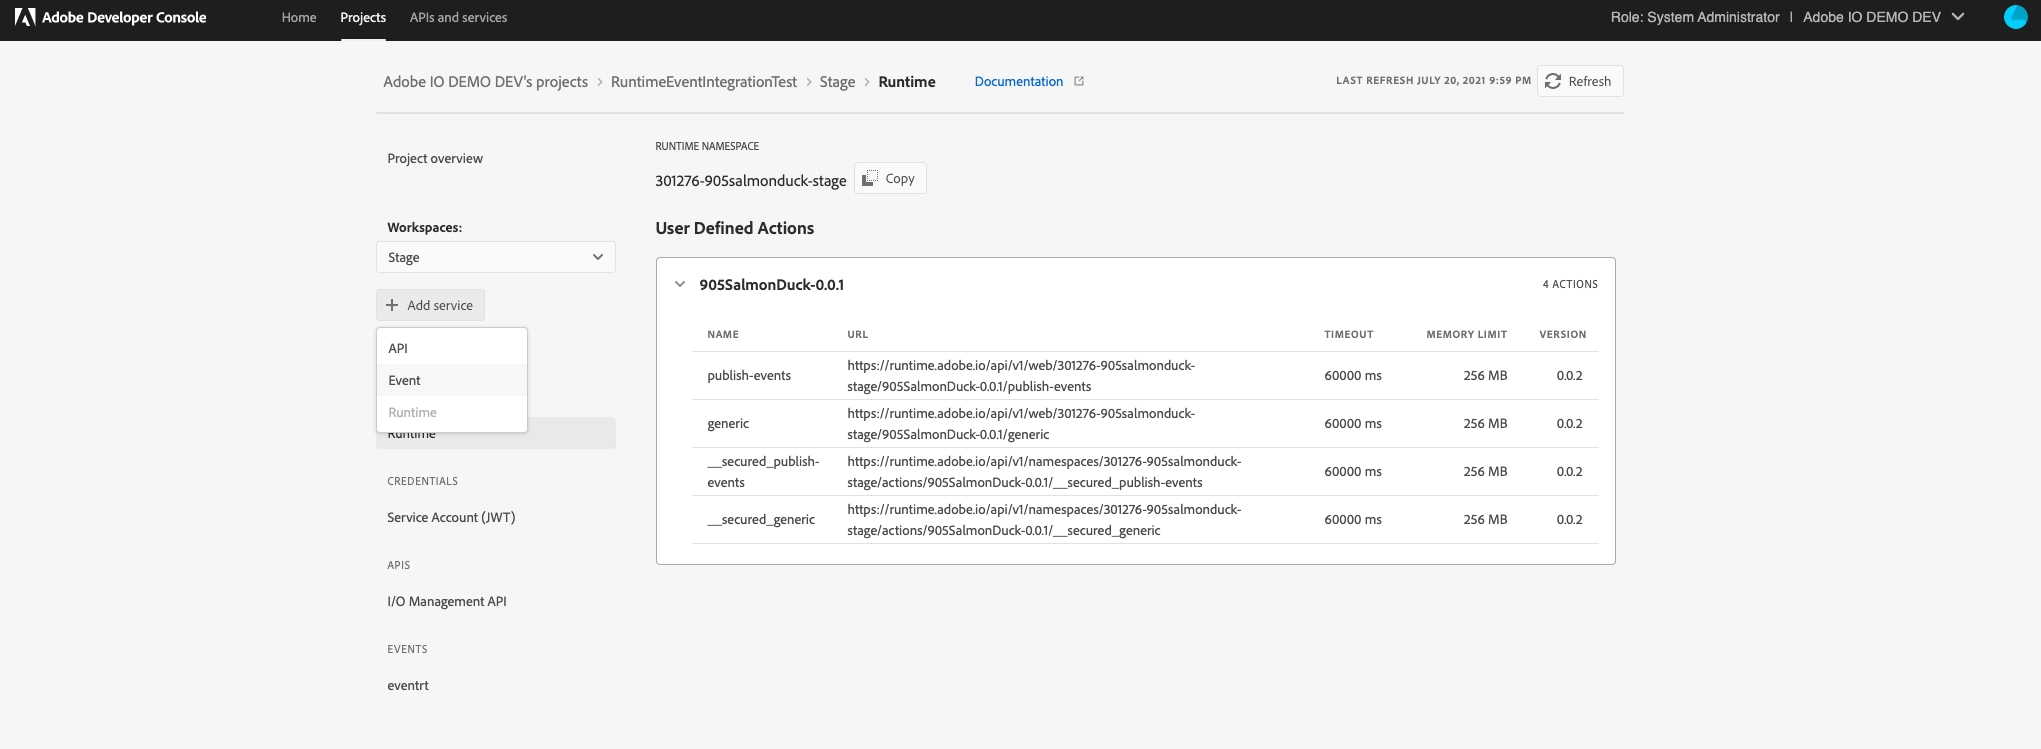 Adobe Developer Console
Home
Projects
APIs and services
Role: System Administrator | Adobe IO DEMO DEV
Adobe IO DEMO DEV's projects > RuntimeEventIntegrationTest > Stage > Runtime
Documentation
LAST REFRESH JULY 20, 2021 9:59 PM
Refresh
Project overview
Workspaces:
Stage
+ Add service
API
Event
Runtime
Runtime
CREDENTIALS
Service Account (JWT)
APIS
I/O Management API
EVENTS
eventrt
RUNTIME NAMESPACE
301276-905salmonduck-stage
Copy
User Defined Actions
905SalmonDuck-0.0.1
4 ACTIONS
NAME URL TIMEOUT MEMORY LIMIT VERSION
publish-events
https://runtime.adobe.io/api/v1/web/301276-905salmonduck-
stage/905SalmonDuck-0.0.1/publish-events
60000 ms 256 MB 0.0.2
generic
https://runtime.adobe.io/api/v1/web/301276-905salmonduck-
stage/905SalmonDuck-0.0.1/generic
60000 ms 256 MB 0.0.2
__secured_publish-
events
https://runtime.adobe.io/api/v1/namespaces/301276-905salmonduck-
stage/actions/905SalmonDuck-0.0.1/__secured_publish-events
60000 ms 256 MB 0.0.2
__secured_generic
https://runtime.adobe.io/api/v1/namespaces/301276-905salmonduck-
stage/actions/905SalmonDuck-0.0.1/__secured_generic
60000 ms 256 MB 0.0.2